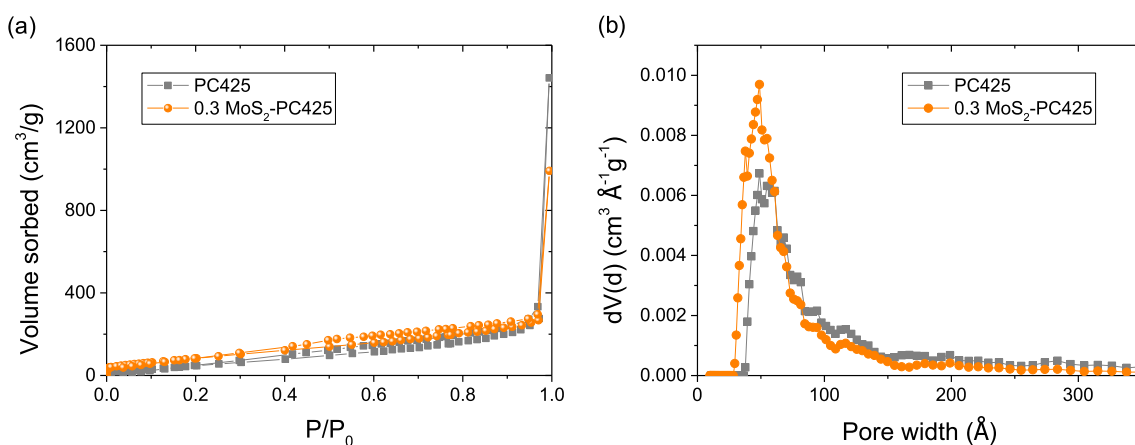 (a)
1600
1200
800
400
0
Volume sorbed (cm³/g)
PC425
0.3 MoS₂-PC425
0.0 0.2 0.4 0.6 0.8 1.0
P/P₀
(b)
0.010
0.008
0.006
0.004
0.002
0.000
dV(d) (cm³ Å⁻¹g⁻¹)
PC425
0.3 MoS₂-PC425
0 100 200 300
Pore width (Å)